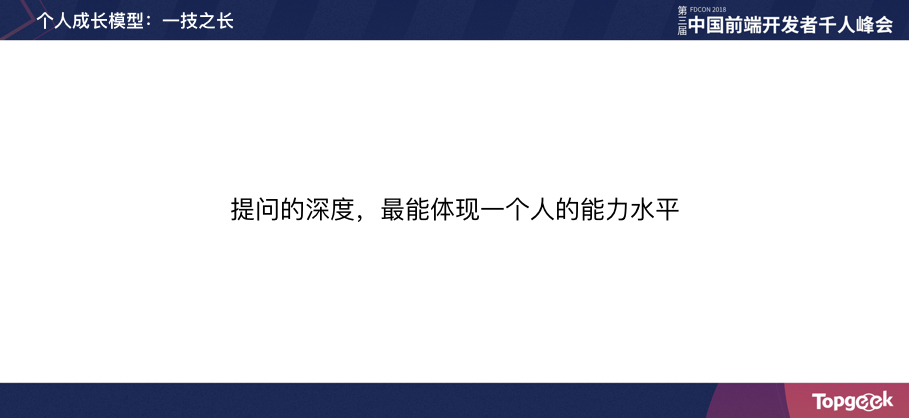 个人成长模型：一技之长
第三届
FDCON 2018
中国前端开发者千人峰会
提问的深度，最能体现一个人的能力水平
Topgeek